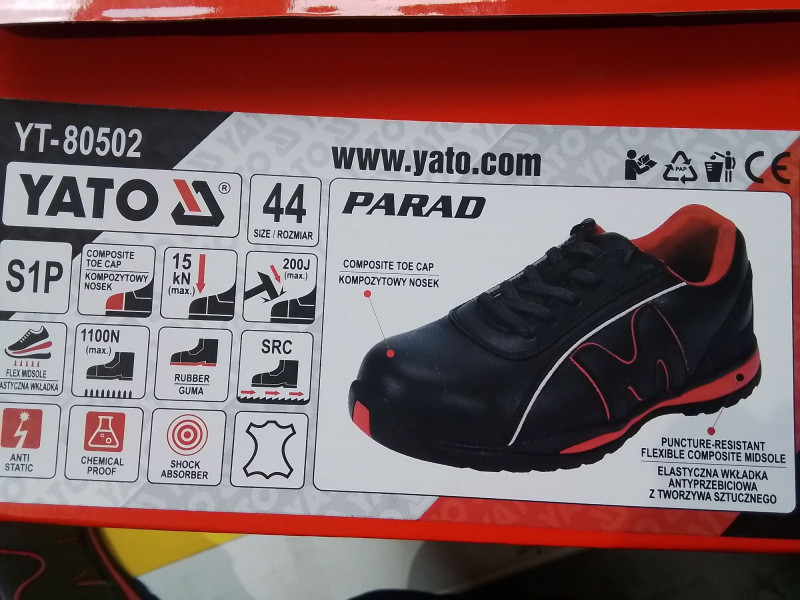 YT-80502
www.yato.com
PAP
CE
YATO ®
44
SIZE / ROZMIAR
PARAD
S1P
COMPOSITE
TOE CAP
KOMPOZYTOWY
NOSEK
15
kN
(max.)
200J
(max.)
COMPOSITE TOE CAP
KOMPOZYTOWY NOSEK
FLEX MIDSOLE
1100N
(max.)
RUBBER
GUMA
SRC
ANTI
STATIC
CHEMICAL
PROOF
SHOCK
ABSORBER
PUNCTURE-RESISTANT
FLEXIBLE COMPOSITE MIDSOLE
ELASTYCZNA WKŁADKA
ANTYPRZEBICIOWA
Z TWORZYWA SZTUCZNEGO